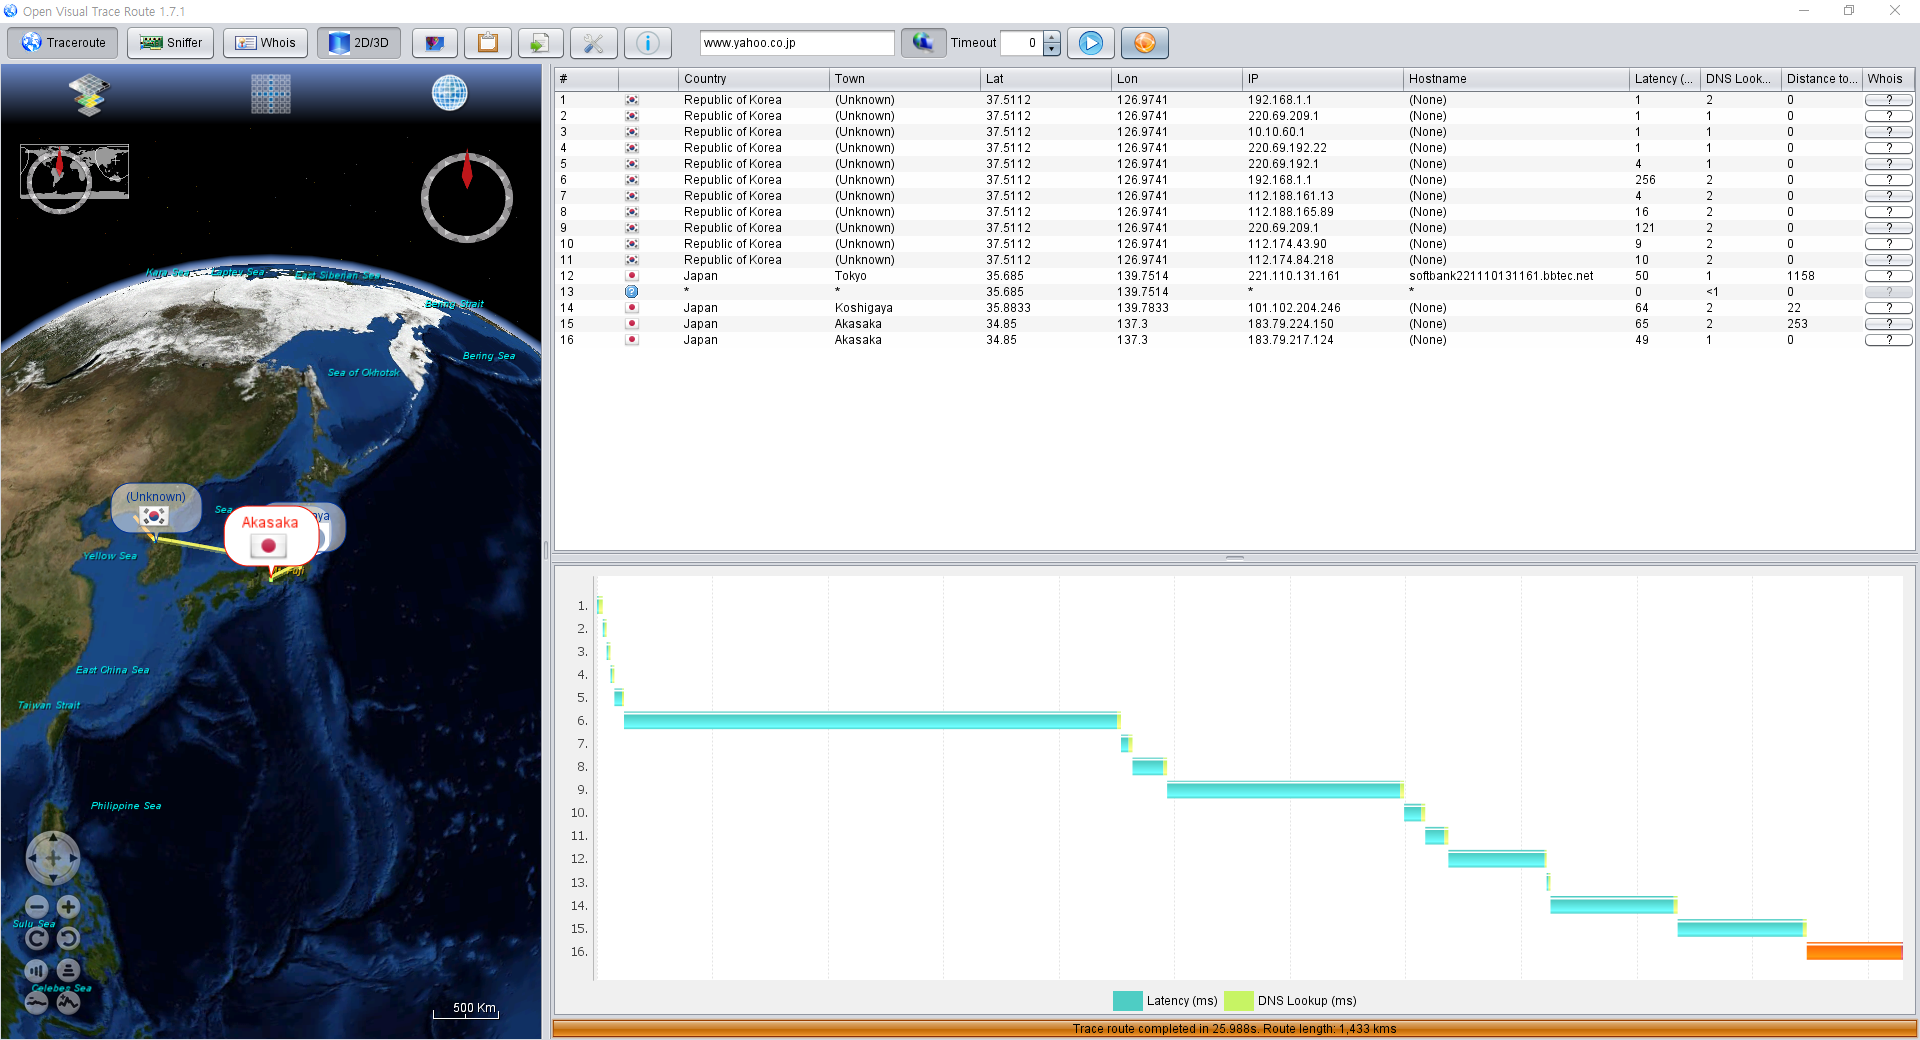 Open Visual Trace Route 1.7.1
Traceroute Sniffer Whois 2D/3D www.yahoo.co.jp Timeout 0
# Country Town Lat Lon IP Hostname Latency (... DNS Look... Distance to... Whois
1 Republic of Korea (Unknown) 37.5112 126.9741 192.168.1.1 (None) 1 2 0 ?
2 Republic of Korea (Unknown) 37.5112 126.9741 220.69.209.1 (None) 1 1 0 ?
3 Republic of Korea (Unknown) 37.5112 126.9741 10.10.60.1 (None) 1 1 0 ?
4 Republic of Korea (Unknown) 37.5112 126.9741 220.69.192.22 (None) 1 1 0 ?
5 Republic of Korea (Unknown) 37.5112 126.9741 220.69.192.1 (None) 4 1 0 ?
6 Republic of Korea (Unknown) 37.5112 126.9741 192.168.1.1 (None) 256 2 0 ?
7 Republic of Korea (Unknown) 37.5112 126.9741 112.188.161.13 (None) 4 2 0 ?
8 Republic of Korea (Unknown) 37.5112 126.9741 112.188.165.89 (None) 16 2 0 ?
9 Republic of Korea (Unknown) 37.5112 126.9741 220.69.209.1 (None) 121 2 0 ?
10 Republic of Korea (Unknown) 37.5112 126.9741 112.174.43.90 (None) 9 2 0 ?
11 Republic of Korea (Unknown) 37.5112 126.9741 112.174.84.218 (None) 10 2 0 ?
12 Japan Tokyo 35.685 139.7514 221.110.131.161 softbank221110131161.bbtec.net 50 1 1158 ?
13 * * 35.685 139.7514 * * 0 <1 0 ?
14 Japan Koshigaya 35.8833 139.7833 101.102.204.246 (None) 64 2 22 ?
15 Japan Akasaka 34.85 137.3 183.79.224.150 (None) 65 2 253 ?
16 Japan Akasaka 34.85 137.3 183.79.217.124 (None) 49 1 0 ?
Kara Sea
Laptev Sea
East Siberian Sea
Bering Strait
Bering Sea
Sea of Okhotsk
(Unknown)
Sea
aya
Akasaka
Yellow Sea
Fuji
East China Sea
Taiwan Strait
Philippine Sea
Sulu Sea
Celebes Sea
500 Km
1.
2.
3.
4.
5.
6.
7.
8.
9.
10.
11.
12.
13.
14.
15.
16.
Latency (ms) DNS Lookup (ms)
Trace route completed in 25.988s. Route length: 1,433 kms